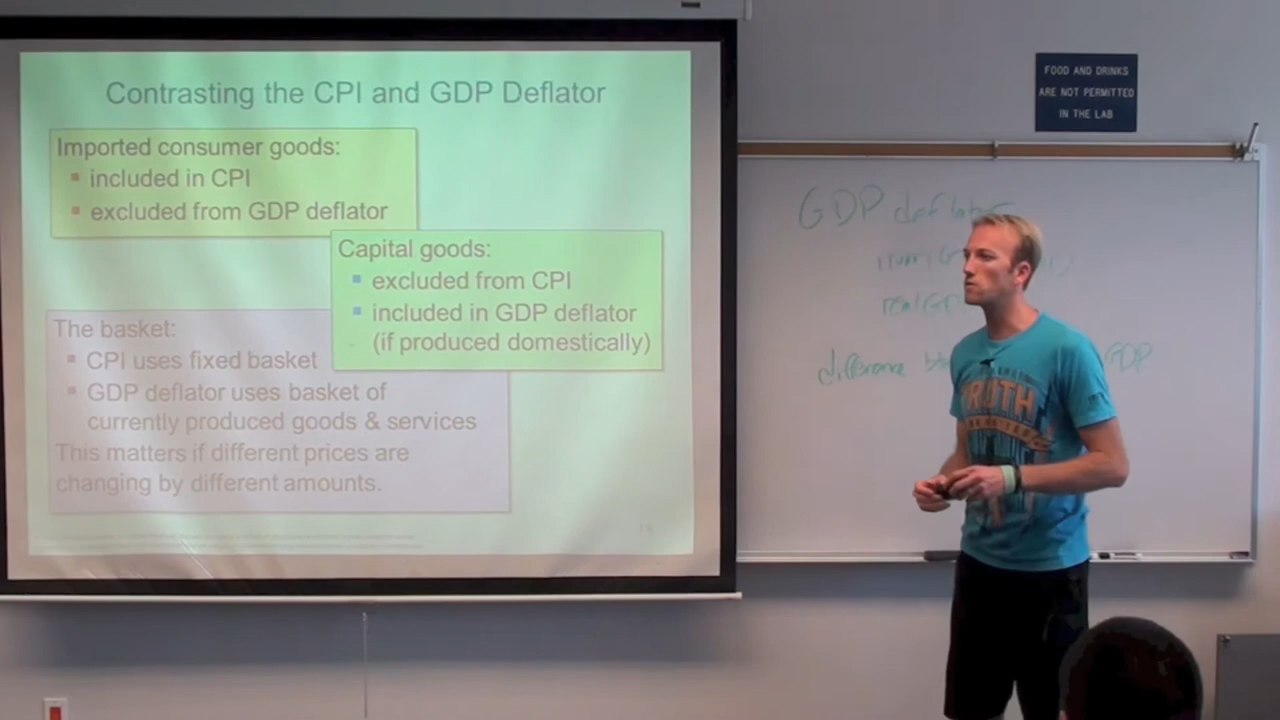 Contrasting the CPI and GDP Deflator
Imported consumer goods:
▪ included in CPI
▪ excluded from GDP deflator
Capital goods:
▪ excluded from CPI
▪ included in GDP deflator
(if produced domestically)
The basket:
▪ CPI uses fixed basket
▪ GDP deflator uses basket of
currently produced goods & services
This matters if different prices are
changing by different amounts.
FOOD AND DRINKS
ARE NOT PERMITTED
IN THE LAB
GDP deflator
real
difference
GDP
TRUTH